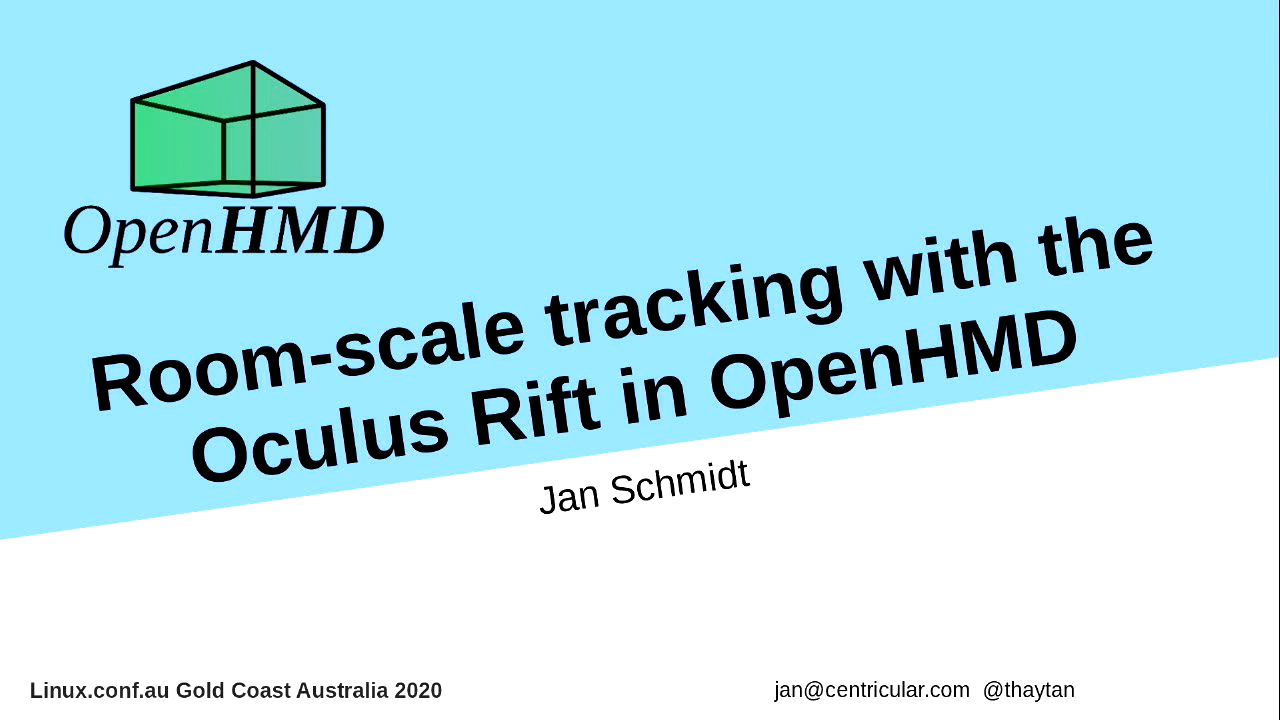 OpenHMD
Room-scale tracking with the
Oculus Rift in OpenHMD
Jan Schmidt
Linux.conf.au Gold Coast Australia 2020
jan@centricular.com @thaytan